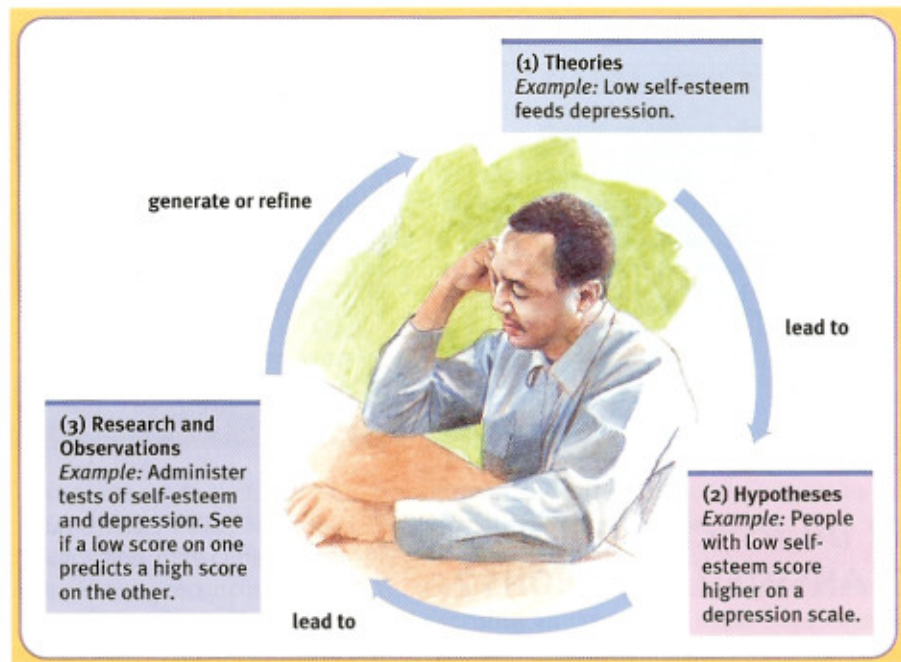 (1) Theories
Example: Low self-esteem
feeds depression.
generate or refine
lead to
(3) Research and
Observations
Example: Administer
tests of self-esteem
and depression. See
if a low score on one
predicts a high score
on the other.
(2) Hypotheses
Example: People
with low self-
esteem score
higher on a
depression scale.
lead to